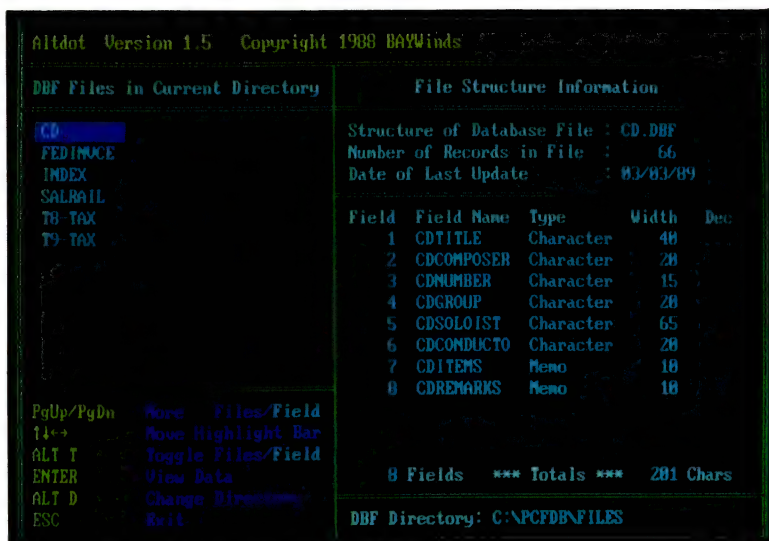 Altdot Version 1.5 Copyright 1988 BAYWinds
DBF Files in Current Directory
CD
FEDINVCE
INDEX
SALRAIL
T8-TAX
T9-TAX
PgUp/PgDn More Files/Field
↑↓←→ Move Highlight Bar
ALT T Toggle Files/Field
ENTER View Data
ALT D Change Directory
ESC Exit
File Structure Information
Structure of Database File : CD.DBF
Number of Records in File : 66
Date of Last Update : 03/03/89
Field Field Name Type Width Dec
1 CDTITLE Character 40
2 CDCOMPOSER Character 20
3 CDNUMBER Character 15
4 CDGROUP Character 20
5 CDSOLOIST Character 65
6 CDCONDUCTO Character 20
7 CDITEMS Memo 10
8 CDREMARKS Memo 10
8 Fields *** Totals *** 201 Chars
DBF Directory: C:\PCFDB\FILES